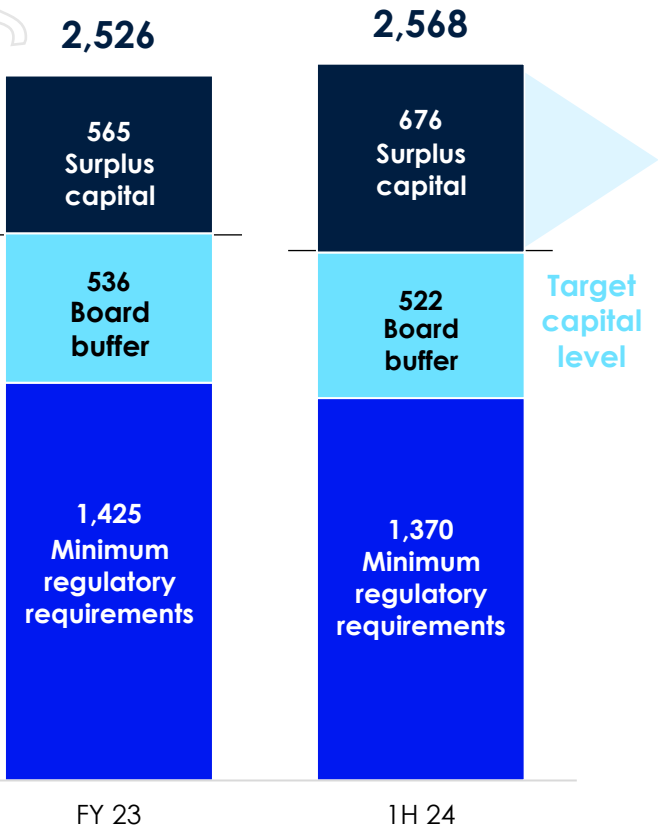 2,526
565
Surplus
capital
536
Board
buffer
1,425
Minimum
regulatory
requirements
FY 23
2,568
676
Surplus
capital
522
Board
buffer
1,370
Minimum
regulatory
requirements
1H 24
Target
capital
level